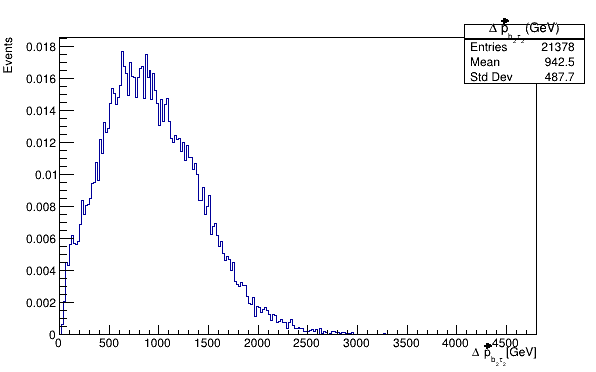 Δ p⃗ b₂τ₂ (GeV)
Entries 21378
Mean 942.5
Std Dev 487.7
Events
0.018
0.016
0.014
0.012
0.01
0.008
0.006
0.004
0.002
0
0 500 1000 1500 2000 2500 3000 3500 4000 4500
Δ p⃗ b₂τ₂ [GeV]